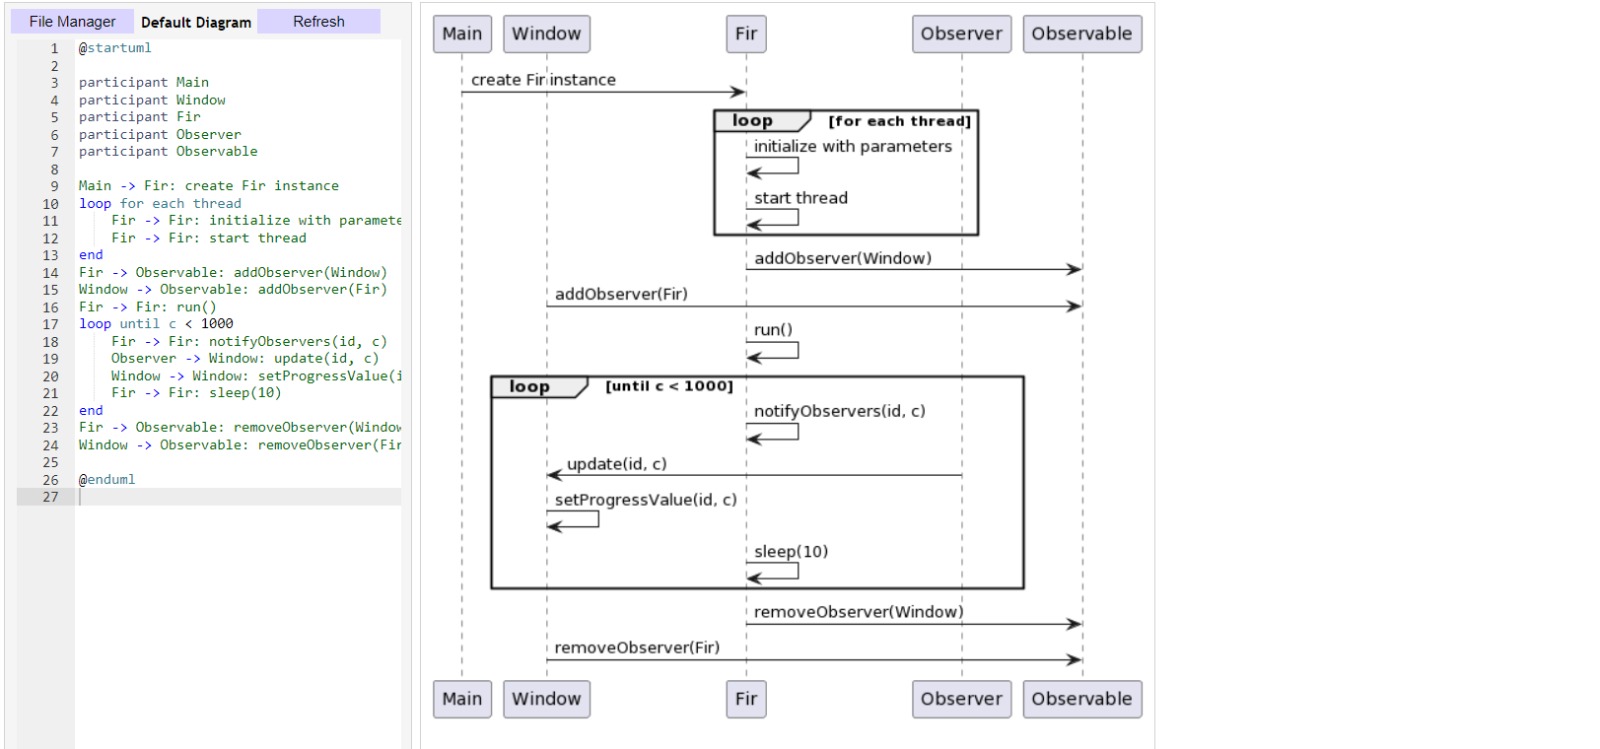 File Manager Default Diagram Refresh
1 @startuml
2
3 participant Main
4 participant Window
5 participant Fir
6 participant Observer
7 participant Observable
8
9 Main -> Fir: create Fir instance
10 loop for each thread
11 Fir -> Fir: initialize with paramete
12 Fir -> Fir: start thread
13 end
14 Fir -> Observable: addObserver(Window)
15 Window -> Observable: addObserver(Fir)
16 Fir -> Fir: run()
17 loop until c < 1000
18 Fir -> Fir: notifyObservers(id, c)
19 Observer -> Window: update(id, c)
20 Window -> Window: setProgressValue(i
21 Fir -> Fir: sleep(10)
22 end
23 Fir -> Observable: removeObserver(Window
24 Window -> Observable: removeObserver(Fir
25
26 @enduml
27
Main Window Fir Observer Observable
create Fir instance
loop [for each thread]
initialize with parameters
start thread
addObserver(Window)
addObserver(Fir)
run()
loop [until c < 1000]
notifyObservers(id, c)
update(id, c)
setProgressValue(id, c)
sleep(10)
removeObserver(Window)
removeObserver(Fir)
Main Window Fir Observer Observable